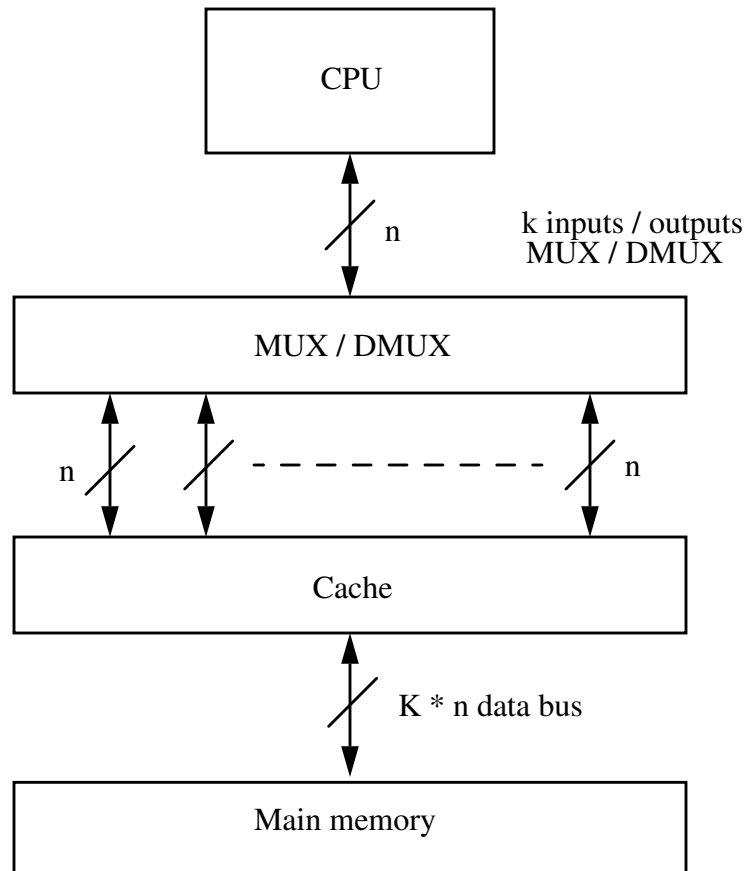 CPU
n
k inputs / outputs
MUX / DMUX
MUX / DMUX
n
n
Cache
K * n data bus
Main memory